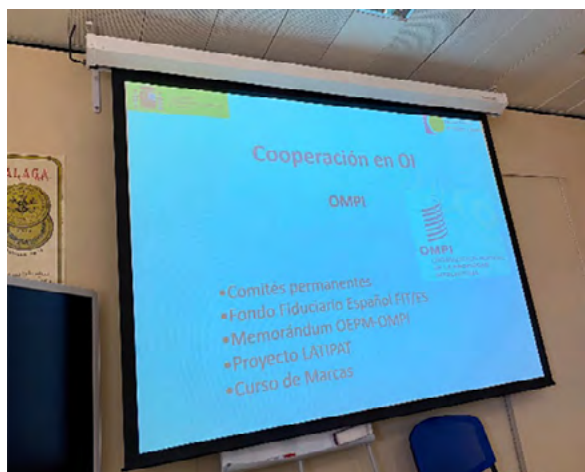 ALAGA
Cooperación en OI
OMPI
OMPI
•Comités permanentes
•Fondo Fiduciario Español FIT/ES
•Memorándum OEPM-OMPI
•Proyecto LATIPAT
•Curso de Marcas